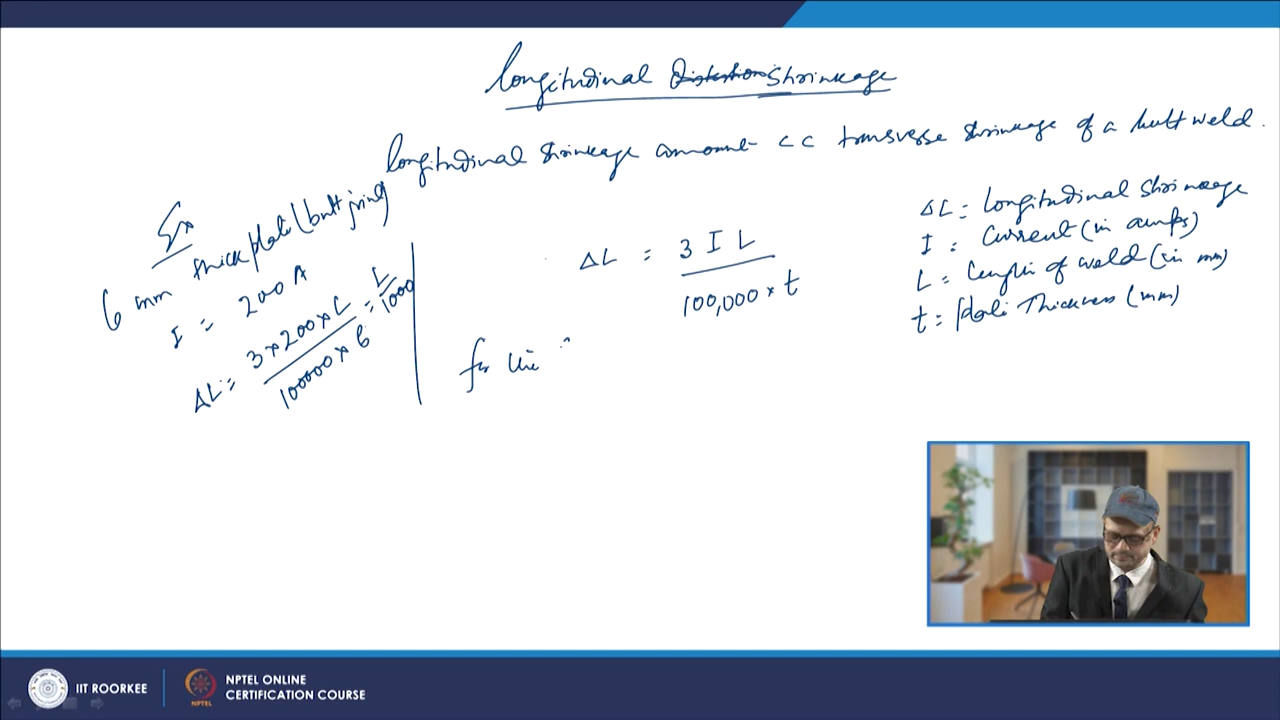 Longitudinal Distortion Shrinkage
Longitudinal Shrinkage amount << transverse shrinkage of a butt weld.
Ex
6 mm thick plate (butt joint)
I = 200 A
ΔL = 3 × 200 × L / 100000 × 6 = L / 1000
ΔL = 3 I L / 100,000 × t
for the
ΔL = Longitudinal Shrinkage
I = Current (in amps)
L = Length of weld (in mm)
t = Plate Thickness (mm)
IIT ROORKEE
NPTEL
NPTEL ONLINE
CERTIFICATION COURSE